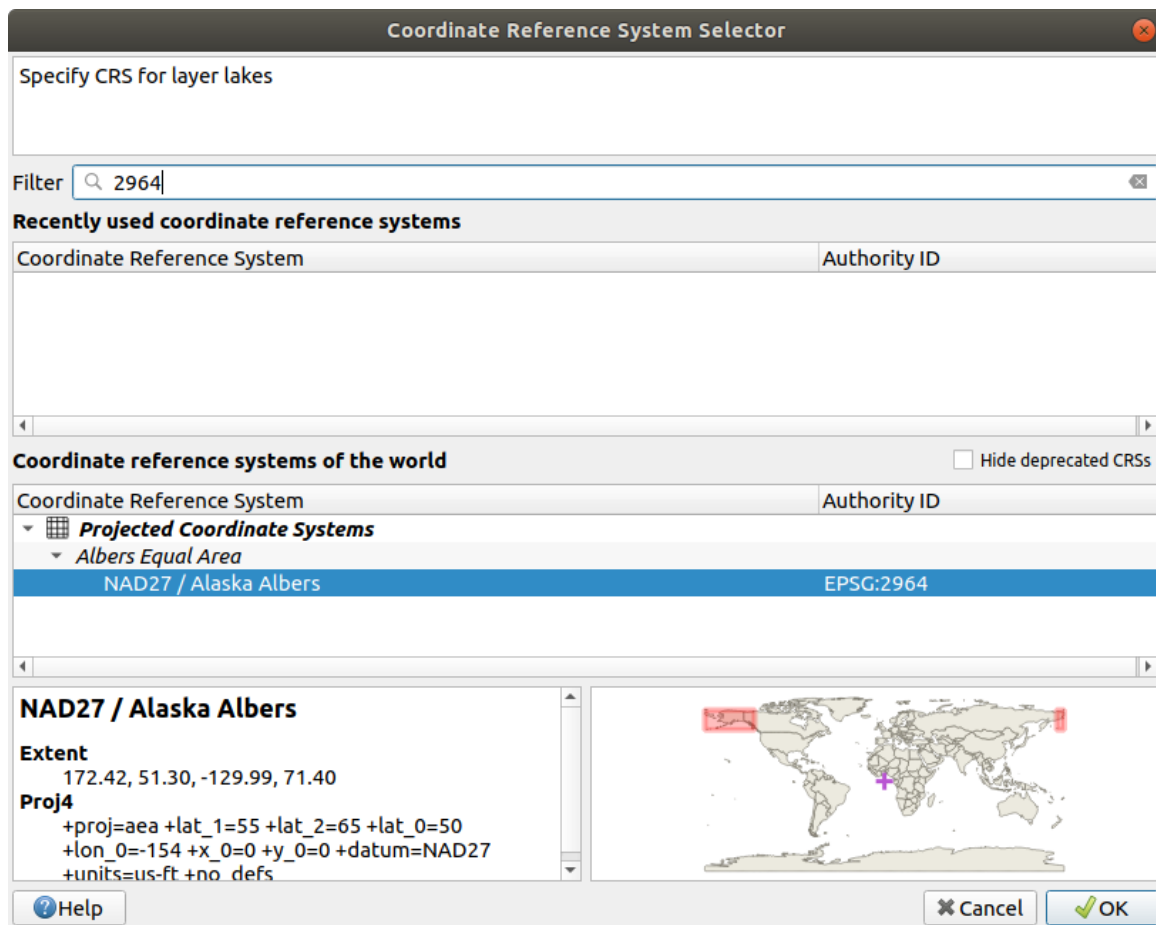 Coordinate Reference System Selector
Specify CRS for layer lakes
Filter 2964
Recently used coordinate reference systems
Coordinate Reference System Authority ID
Coordinate reference systems of the world Hide deprecated CRSs
Coordinate Reference System Authority ID
Projected Coordinate Systems
Albers Equal Area
NAD27 / Alaska Albers EPSG:2964
NAD27 / Alaska Albers
Extent
172.42, 51.30, -129.99, 71.40
Proj4
+proj=aea +lat_1=55 +lat_2=65 +lat_0=50
+lon_0=-154 +x_0=0 +y_0=0 +datum=NAD27
+units=us-ft +no_defs
Help Cancel OK